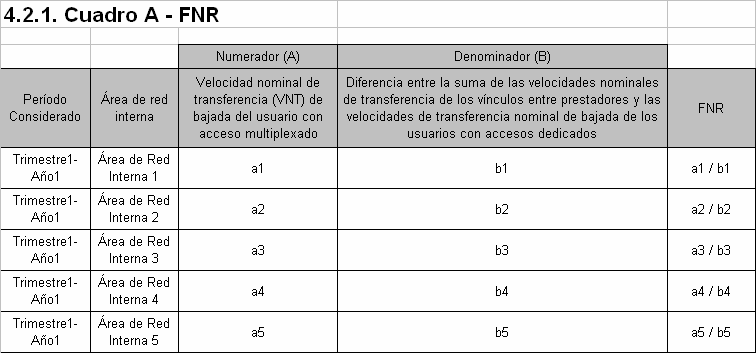 4.2.1. Cuadro A - FNR
Numerador (A)
Denominador (B)
Período
Considerado
Área de red
interna
Velocidad nominal de
transferencia (VNT) de
bajada del usuario con
acceso multiplexado
Diferencia entre la suma de las velocidades nominales
de transferencia de los vínculos entre prestadores y las
velocidades de transferencia nominal de bajada de los
usuarios con accesos dedicados
FNR
Trimestre1-
Año1
Área de Red
Interna 1
a1
b1
a1 / b1
Trimestre1-
Año1
Área de Red
Interna 2
a2
b2
a2 / b2
Trimestre1-
Año1
Área de Red
Interna 3
a3
b3
a3 / b3
Trimestre1-
Año1
Área de Red
Interna 4
a4
b4
a4 / b4
Trimestre1-
Año1
Área de Red
Interna 5
a5
b5
a5 / b5